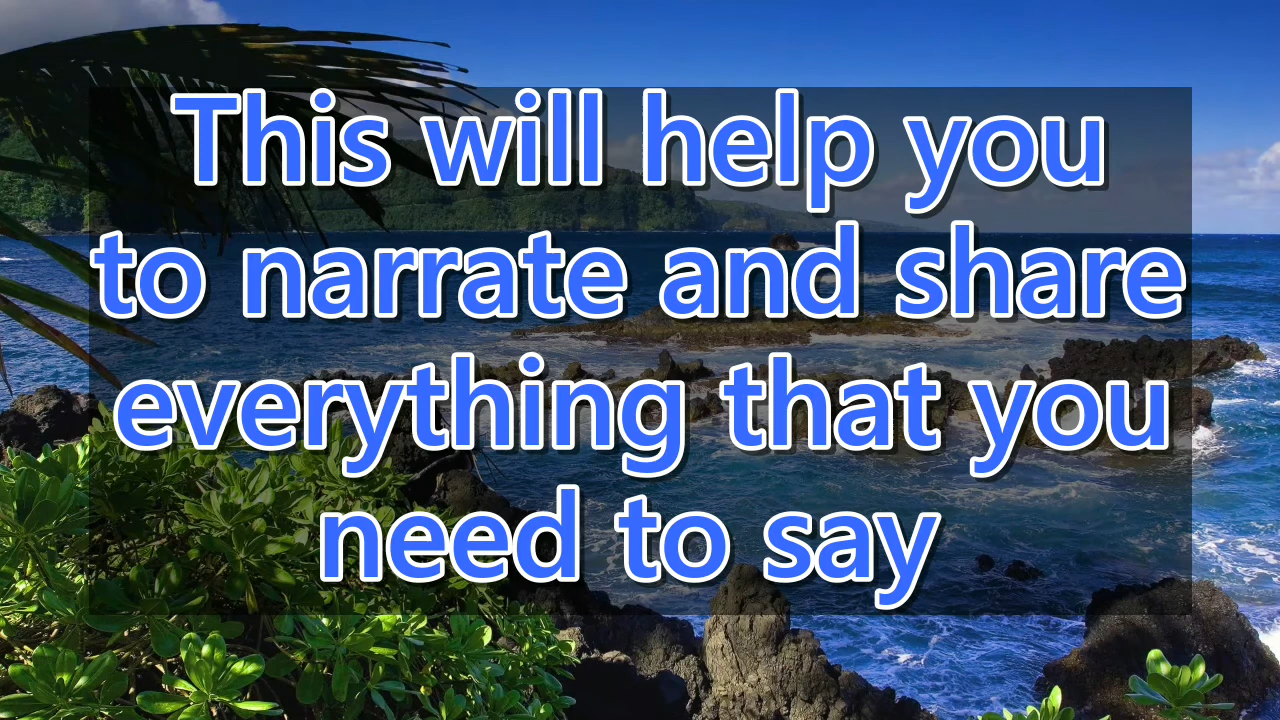 This will help you
to narrate and share
everything that you
need to say